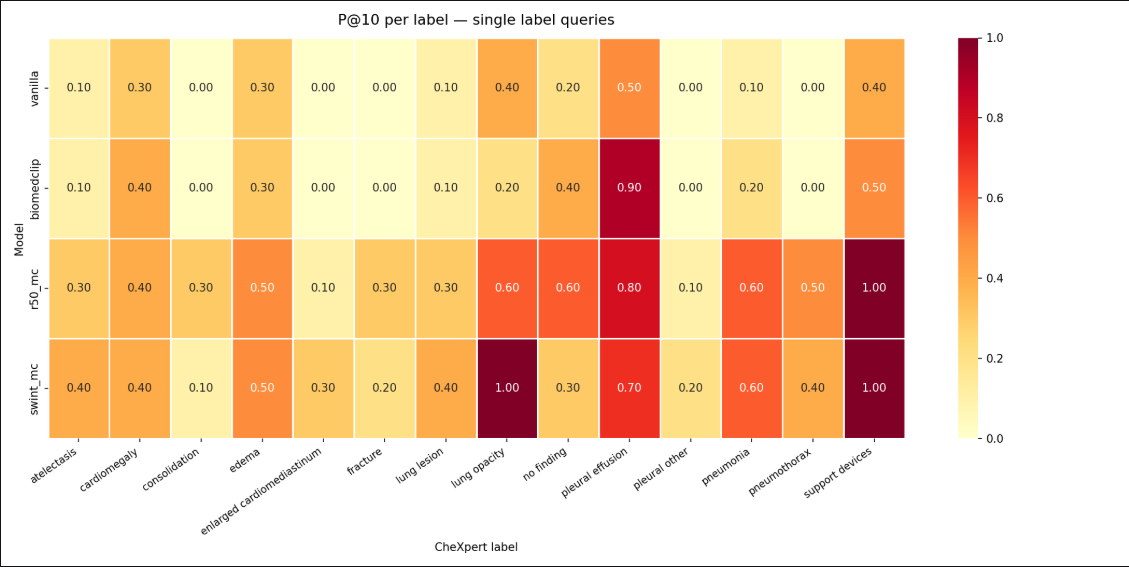 P@10 per label — single label queries
Model
vanilla 0.10 0.30 0.00 0.30 0.00 0.00 0.10 0.40 0.20 0.50 0.00 0.10 0.00 0.40
biomedclip 0.10 0.40 0.00 0.30 0.00 0.00 0.10 0.20 0.40 0.90 0.00 0.20 0.00 0.50
r50_mc 0.30 0.40 0.30 0.50 0.10 0.30 0.30 0.60 0.60 0.80 0.10 0.60 0.50 1.00
swint_mc 0.40 0.40 0.10 0.50 0.30 0.20 0.40 1.00 0.30 0.70 0.20 0.60 0.40 1.00
atelectasis
cardiomegaly
consolidation
edema
enlarged cardiomediastinum
fracture
lung lesion
lung opacity
no finding
pleural effusion
pleural other
pneumonia
pneumothorax
support devices
CheXpert label
1.0
0.8
0.6
0.4
0.2
0.0